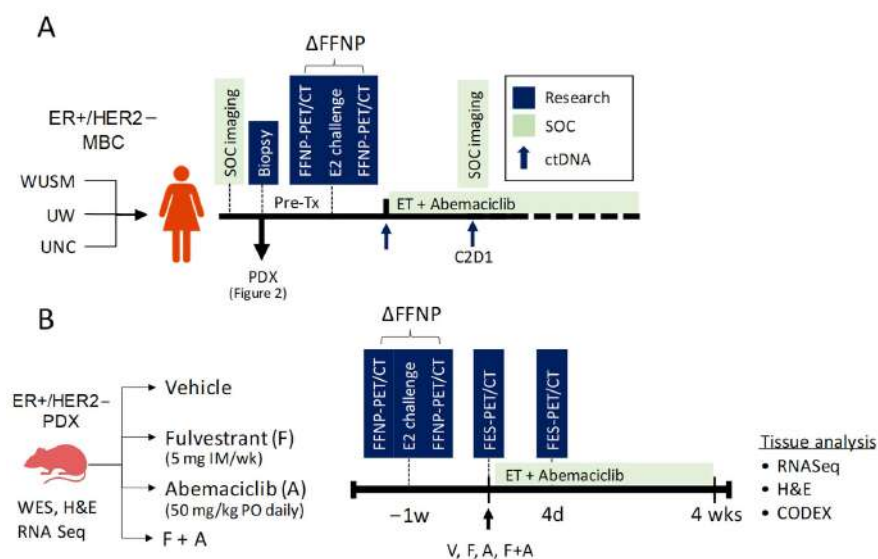 A
ΔFFNP
ER+/HER2–
MBC
WUSM
UW
UNC
SOC imaging
Biopsy
FFNP-PET/CT
E2 challenge
FFNP-PET/CT
SOC imaging
Research
SOC
ctDNA
Pre-Tx
ET + Abemaciclib
PDX
(Figure 2)
C2D1
B
ΔFFNP
ER+/HER2–
PDX
WES, H&E
RNA Seq
Vehicle
Fulvestrant (F)
(5 mg IM/wk)
Abemaciclib (A)
(50 mg/kg PO daily)
F + A
FFNP-PET/CT
E2 challenge
FFNP-PET/CT
FES-PET/CT
FES-PET/CT
ET + Abemaciclib
–1w
4d
4 wks
V, F, A, F+A
Tissue analysis
• RNASeq
• H&E
• CODEX